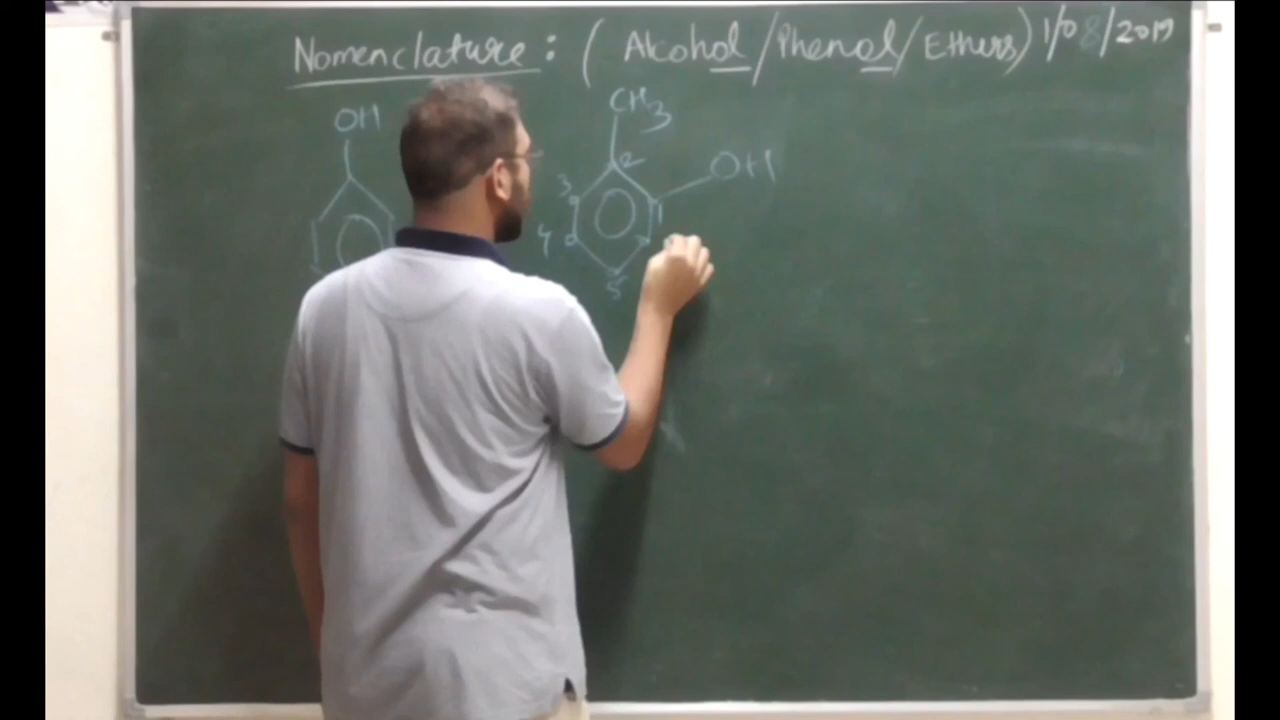 Nomenclature : ( Alcohol / Phenol / Ethers) 1/08/2019
OH
CH3
OH
2
3
1
4
5